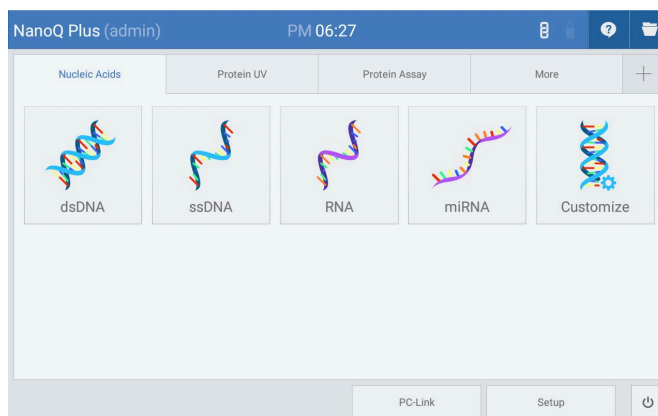 NanoQ Plus (admin) PM 06:27
Nucleic Acids Protein UV Protein Assay More
dsDNA ssDNA RNA miRNA Customize
PC-Link Setup